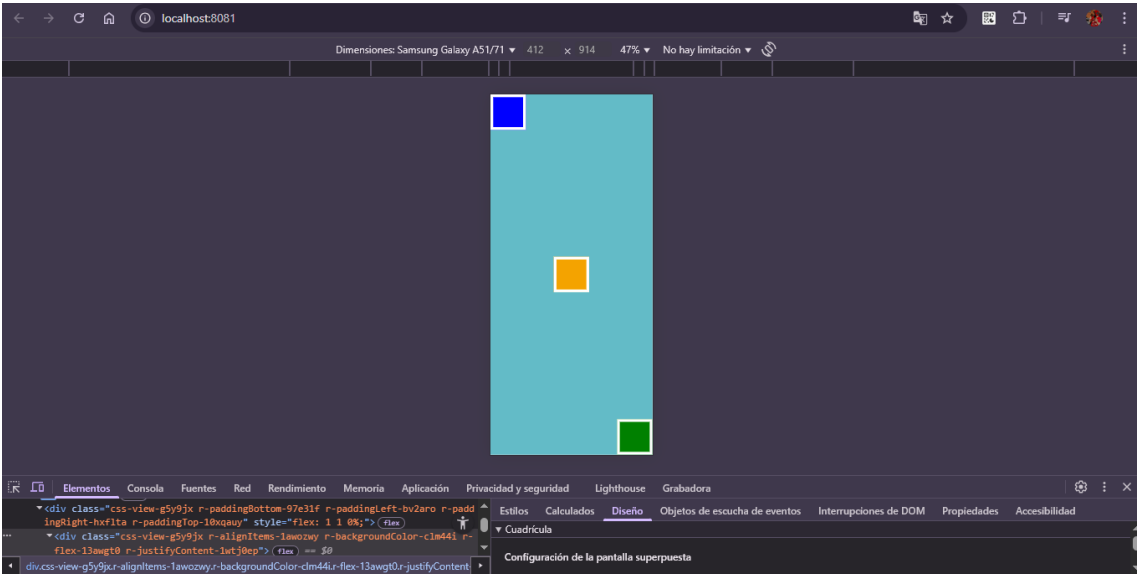 localhost:8081
Dimensiones: Samsung Galaxy A51/71 ▼ 412 × 914 47% ▼ No hay limitación ▼
Elementos Consola Fuentes Red Rendimiento Memoria Aplicación Privacidad y seguridad Lighthouse Grabadora
▼<div class="css-view-g5y9jx r-paddingBottom-97e31f r-paddingLeft-bv2aro r-padd
ingRight-hxflta r-paddingTop-10xqauy" style="flex: 1 1 0%;"> flex
... ▼<div class="css-view-g5y9jx r-alignItems-1awozwy r-backgroundColor-clm44i r-
flex-13awgt0 r-justifyContent-1wtj0ep"> flex == $0
div.css-view-g5y9jx.r-alignItems-1awozwy.r-backgroundColor-clm44i.r-flex-13awgt0.r-justifyContent-
Estilos Calculados Diseño Objetos de escucha de eventos Interrupciones de DOM Propiedades Accesibilidad
▼ Cuadrícula
Configuración de la pantalla superpuesta